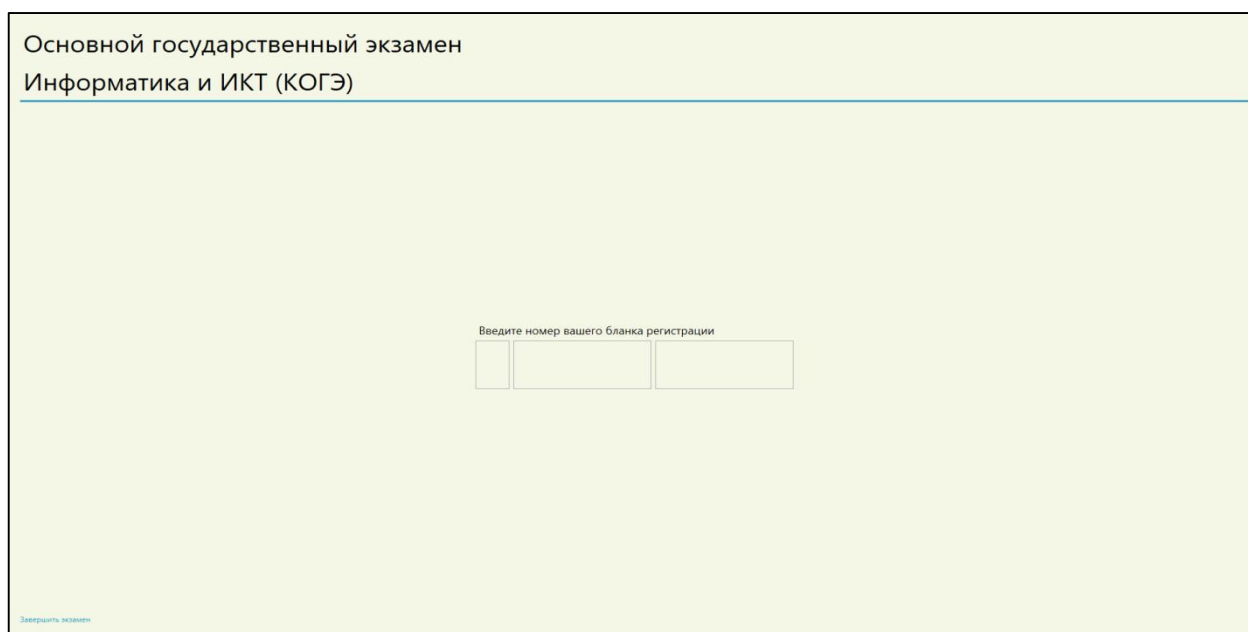 Основной государственный экзамен
Информатика и ИКТ (КОГЭ)
Введите номер вашего бланка регистрации
Завершить экзамен